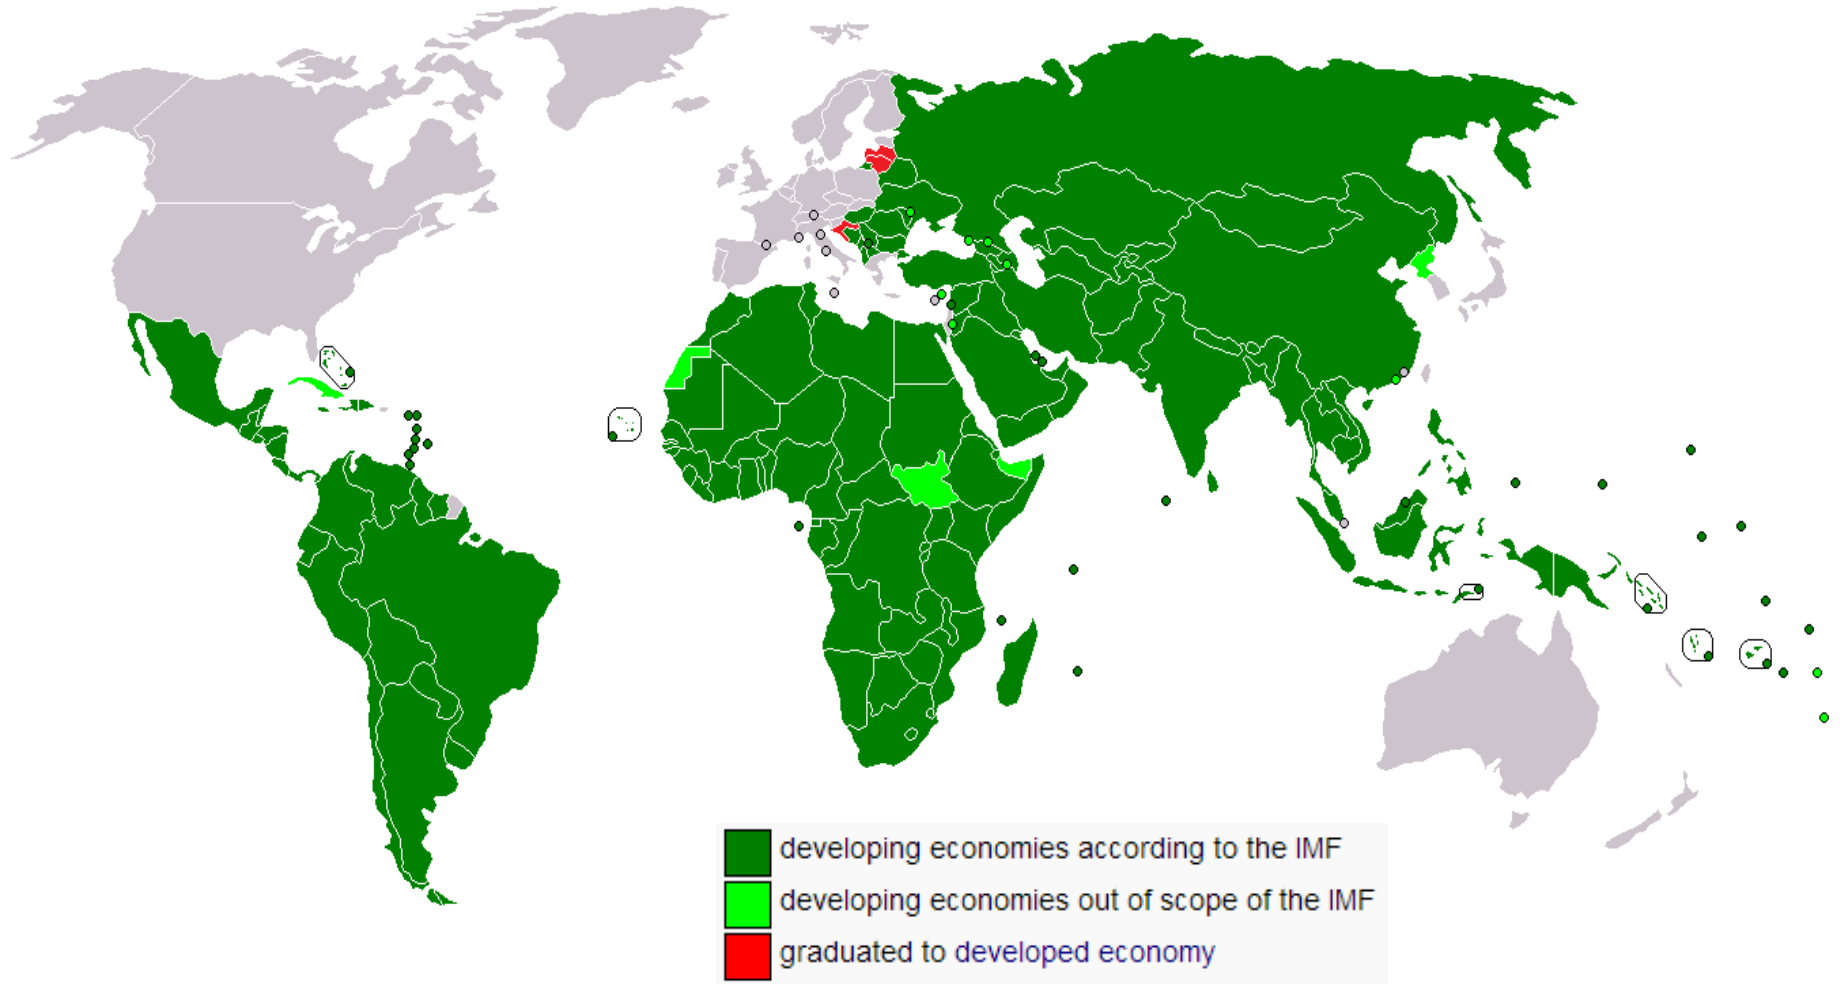 developing economies according to the IMF
developing economies out of scope of the IMF
graduated to developed economy